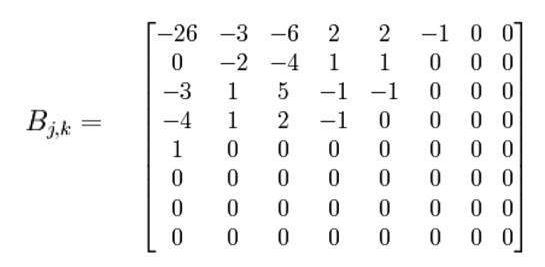 -26 -3 -6 2 2 -1 0 0
0 -2 -4 1 1 0 0 0
-3 1 5 -1 -1 0 0 0
B_{j,k} = -4 1 2 -1 0 0 0 0
1 0 0 0 0 0 0 0
0 0 0 0 0 0 0 0
0 0 0 0 0 0 0 0
0 0 0 0 0 0 0 0